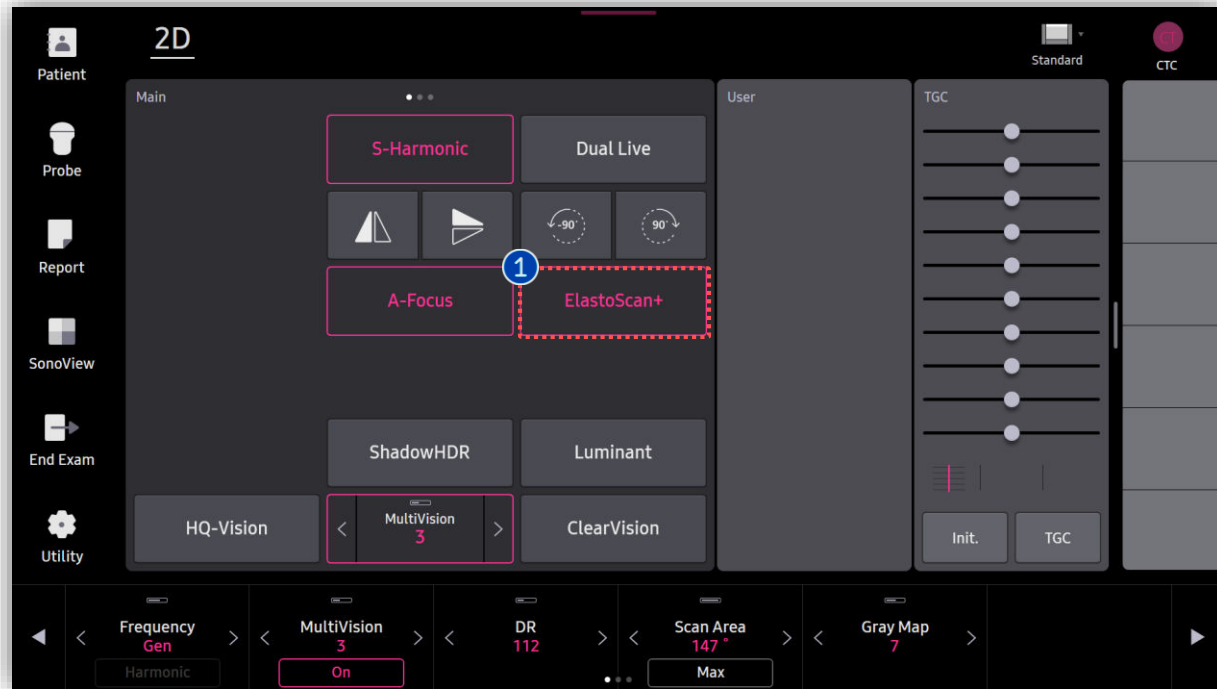 2D
Standard
CT
CTC
Patient
Probe
Report
SonoView
End Exam
Utility
Main
S-Harmonic
Dual Live
-90°
90°
A-Focus
1
ElastoScan+
ShadowHDR
Luminant
HQ-Vision
< MultiVision >
3
ClearVision
User
TGC
Init.
TGC
< Frequency >
Gen
Harmonic
< MultiVision >
3
On
< DR >
112
< Scan Area >
147 °
Max
< Gray Map >
7